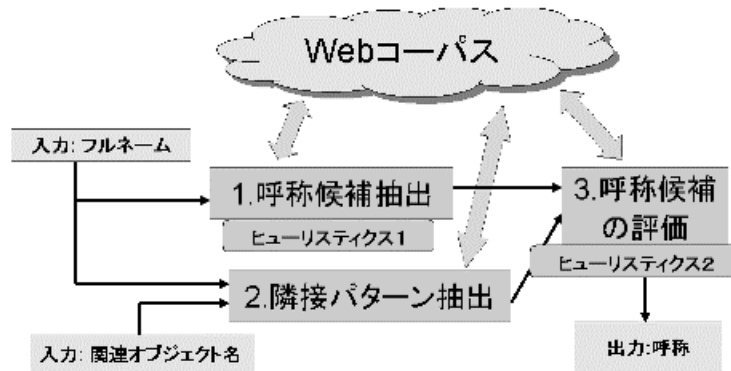 Webコーパス
入力: フルネーム
1.呼称候補抽出
ヒューリスティクス1
3.呼称候補
の評価
ヒューリスティクス2
2.隣接パターン抽出
入力: 関連オブジェクト名
出力:呼称